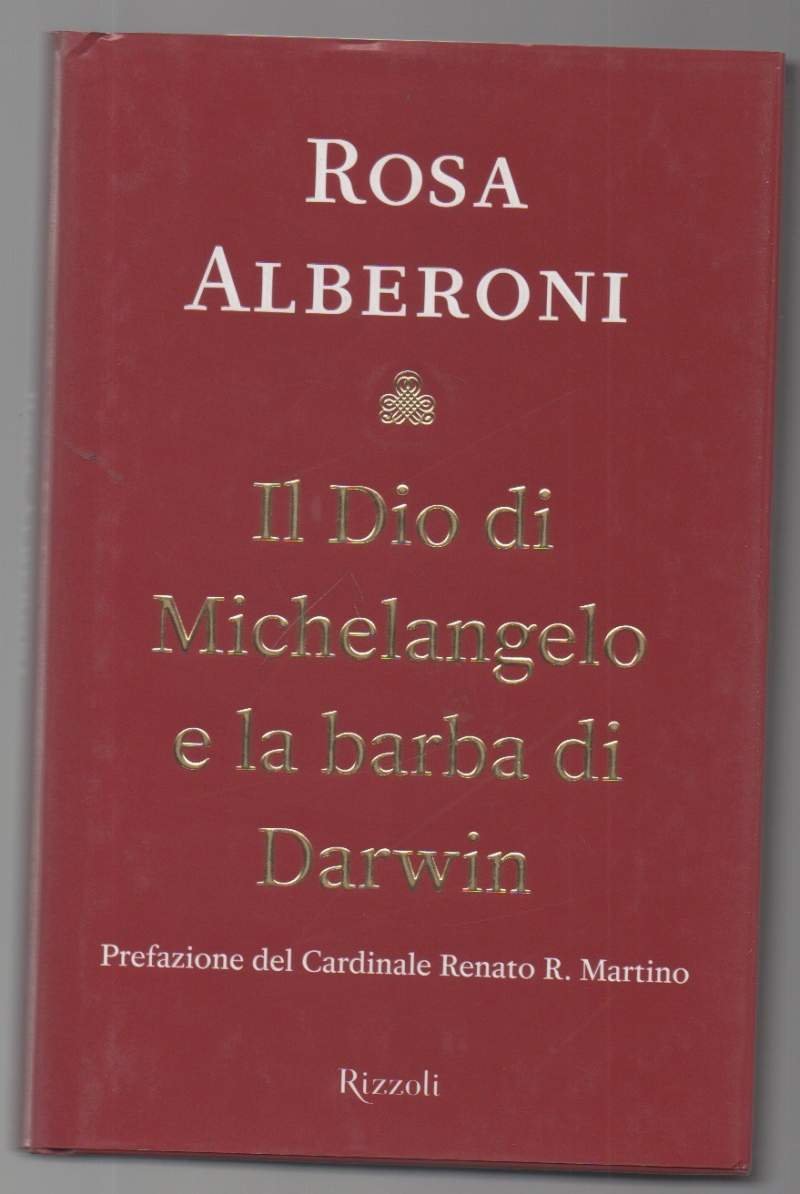 ROSA
ALBERONI
Il Dio di
Michelangelo
e la barba di
Darwin
Prefazione del Cardinale Renato R. Martino
Rizzoli